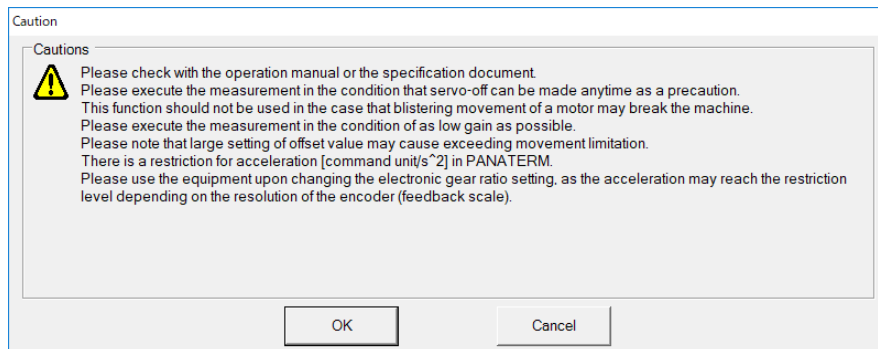 Caution
Cautions
Please check with the operation manual or the specification document.
Please execute the measurement in the condition that servo-off can be made anytime as a precaution.
This function should not be used in the case that blistering movement of a motor may break the machine.
Please execute the measurement in the condition of as low gain as possible.
Please note that large setting of offset value may cause exceeding movement limitation.
There is a restriction for acceleration [command unit/s^2] in PANATERM.
Please use the equipment upon changing the electronic gear ratio setting, as the acceleration may reach the restriction
level depending on the resolution of the encoder (feedback scale).
OK
Cancel